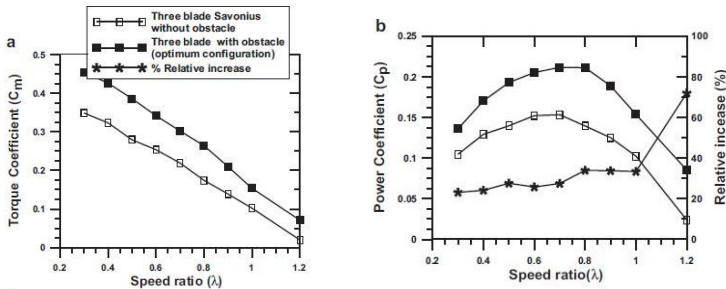 a
Three blade Savonius
without obstacle
Three blade with obstacle
(optimum configuration)
% Relative increase
0.5
0.4
0.3
0.2
0.1
0
Torque Coefficient (Cm)
0.2 0.4 0.6 0.8 1 1.2
Speed ratio (λ)
b
0.25
0.2
0.15
0.1
0.05
0
Power Coefficient (Cp)
100
80
60
40
20
0
Relative incease (%)
0.2 0.4 0.6 0.8 1 1.2
Speed ratio(λ)